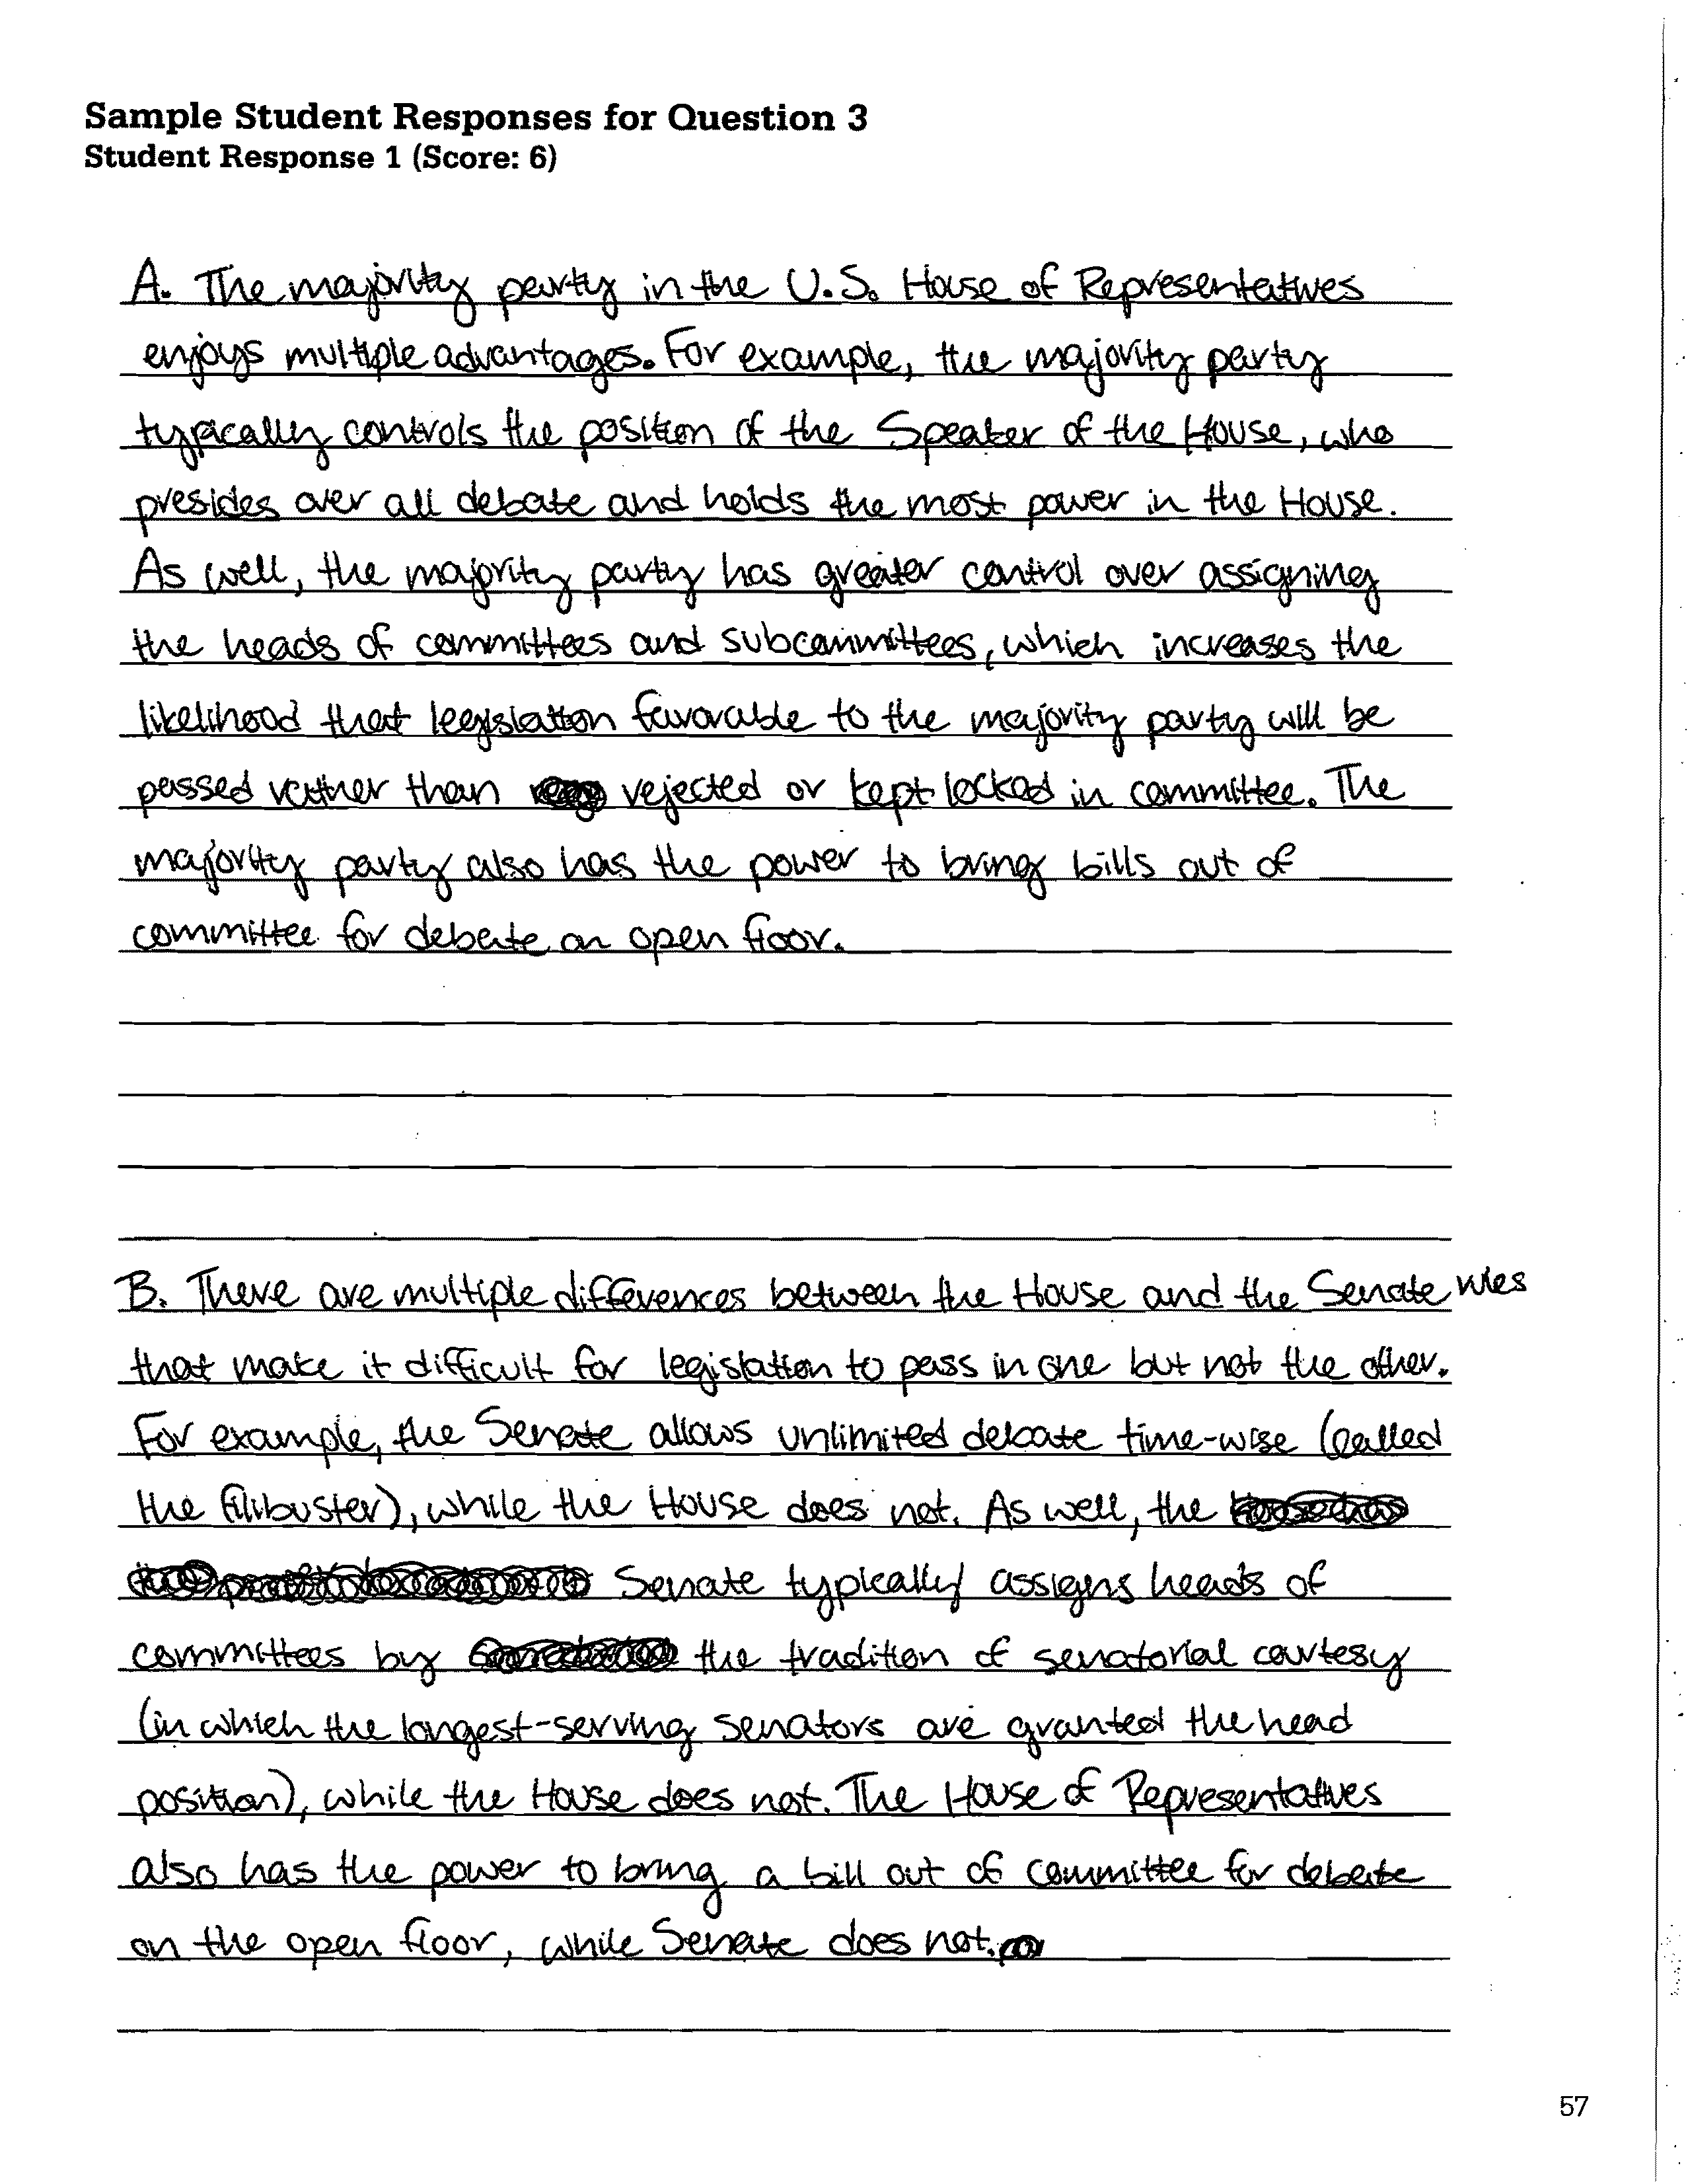 Sample Student Responses for Question 3
Student Response 1 (Score: 6)
A. The majority party in the U.S. House of Representatives
enjoys multiple advantages. For example, the majority party
typically controls the position of the Speaker of the House, who
presides over all debate and holds the most power in the House.
As well, the majority party has greater control over assigning
the heads of committees and subcommittees, which increases the
likelihood that legislation favorable to the majority party will be
passed rather than rejected or kept locked in committee. The
majority party also has the power to bring bills out of
committee for debate on open floor.
B. There are multiple differences between the House and the Senate rules
that make it difficult for legislation to pass in one but not the other.
For example, the Senate allows unlimited debate time-wise (called
the filibuster), while the House does not. As well, the
Senate typically assigns heads of
committees by the tradition of senatorial courtesy
(in which the longest-serving senators are granted the head
position), while the House does not. The House of Representatives
also has the power to bring a bill out of committee for debate
on the open floor, while Senate does not.
57